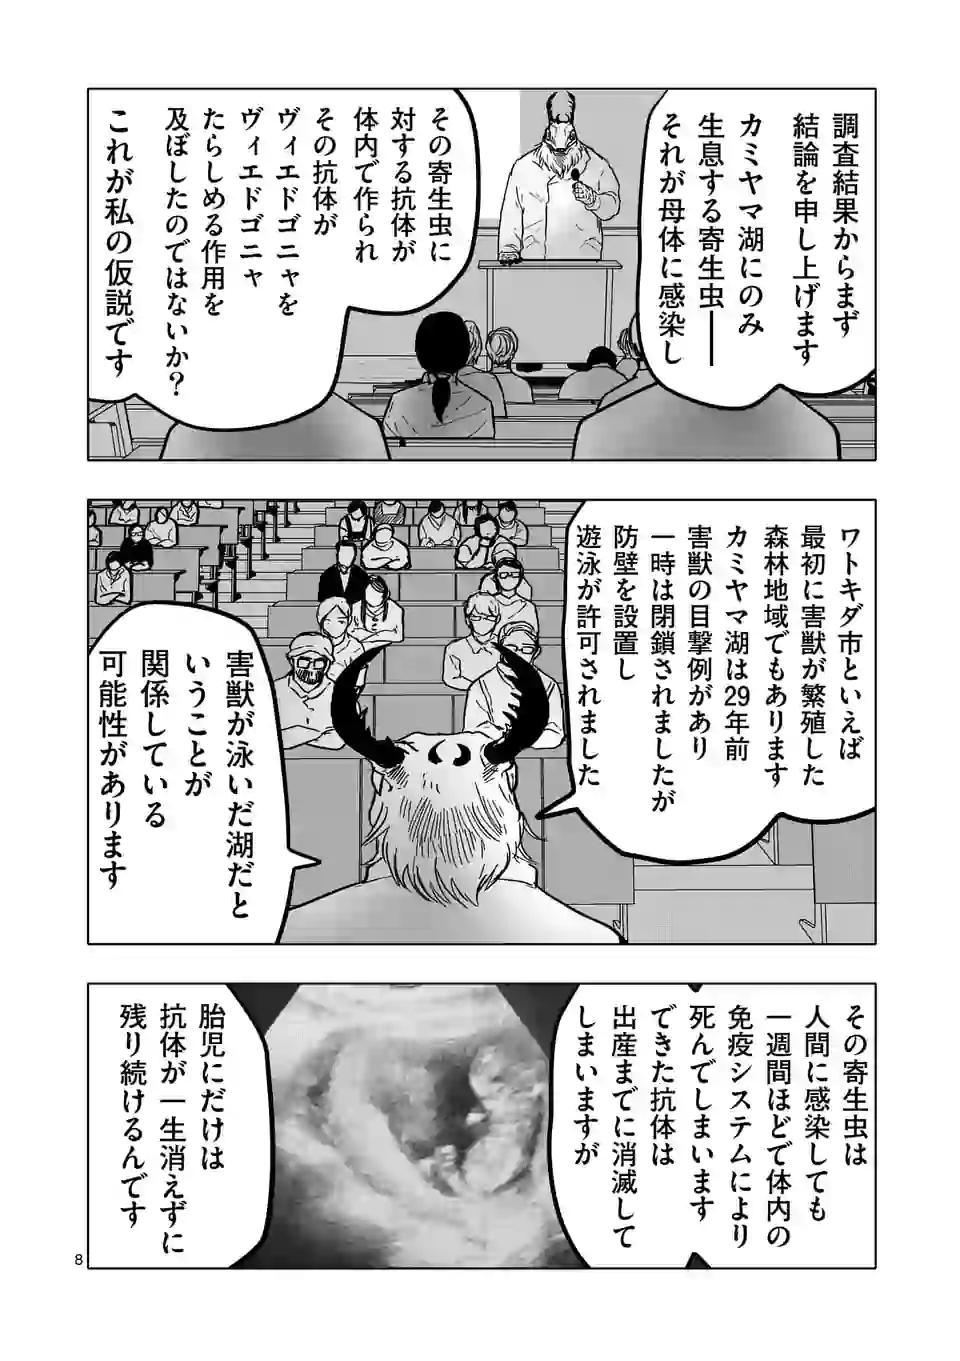 調査結果からまず
結論を申し上げます
カミヤマ湖にのみ
生息する寄生虫――
それが母体に感染し
その寄生虫に
対する抗体が
体内で作られ
その抗体が
ヴィエドゴニャを
ヴィエドゴニャ
たらしめる作用を
及ぼしたのではないか？
これが私の仮説です
ワトキダ市といえば
最初に害獣が繁殖した
森林地域でもあります
カミヤマ湖は29年前
害獣の目撃例があり
一時は閉鎖されましたが
防壁を設置し
遊泳が許可されました
害獣が泳いだ湖だと
いうことが
関係している
可能性があります
その寄生虫は
人間に感染しても
一週間ほどで体内の
免疫システムにより
死んでしまいます
できた抗体は
出産までに消滅して
しまいますが
胎児にだけは
抗体が一生消えずに
残り続けるんです
8